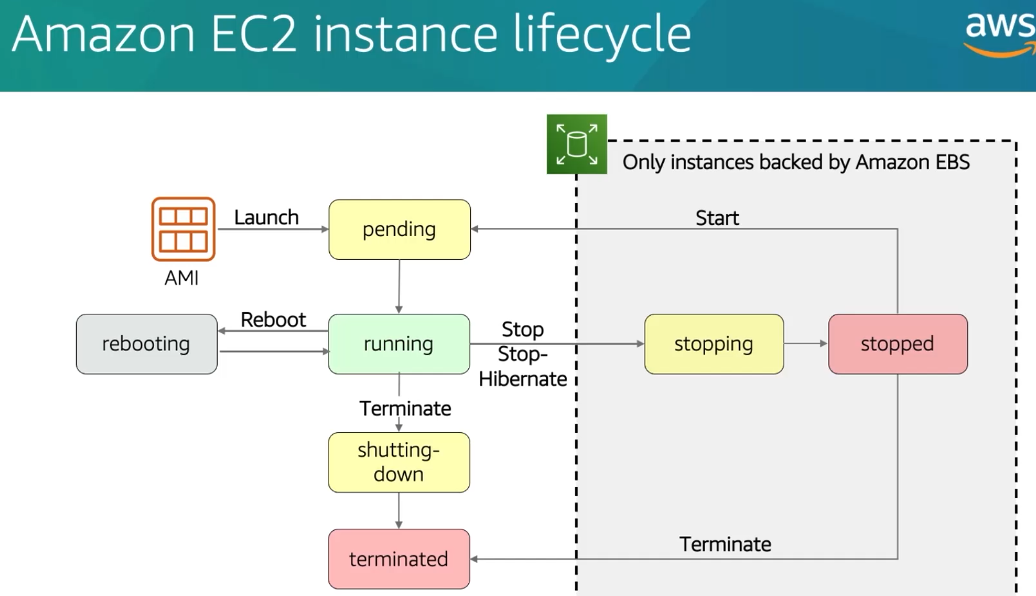 Amazon EC2 instance lifecycle
aws
Only instances backed by Amazon EBS
Launch
pending
Start
AMI
rebooting
Reboot
running
Stop
Stop-
Hibernate
stopping
stopped
Terminate
shutting-
down
terminated
Terminate